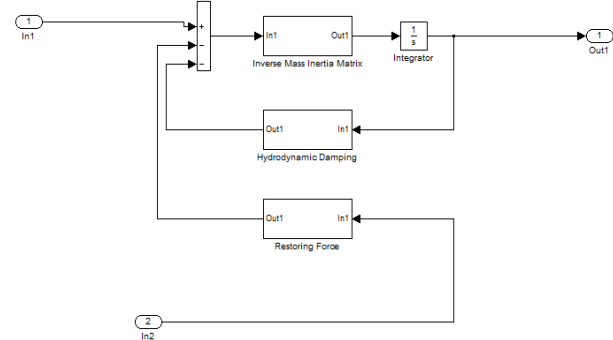 1
In1
+
−
−
In1
Out1
Inverse Mass Inertia Matrix
1
s
Integrator
1
Out1
Out1
In1
Hydrodynamic Damping
Out1
In1
Restoring Force
2
In2